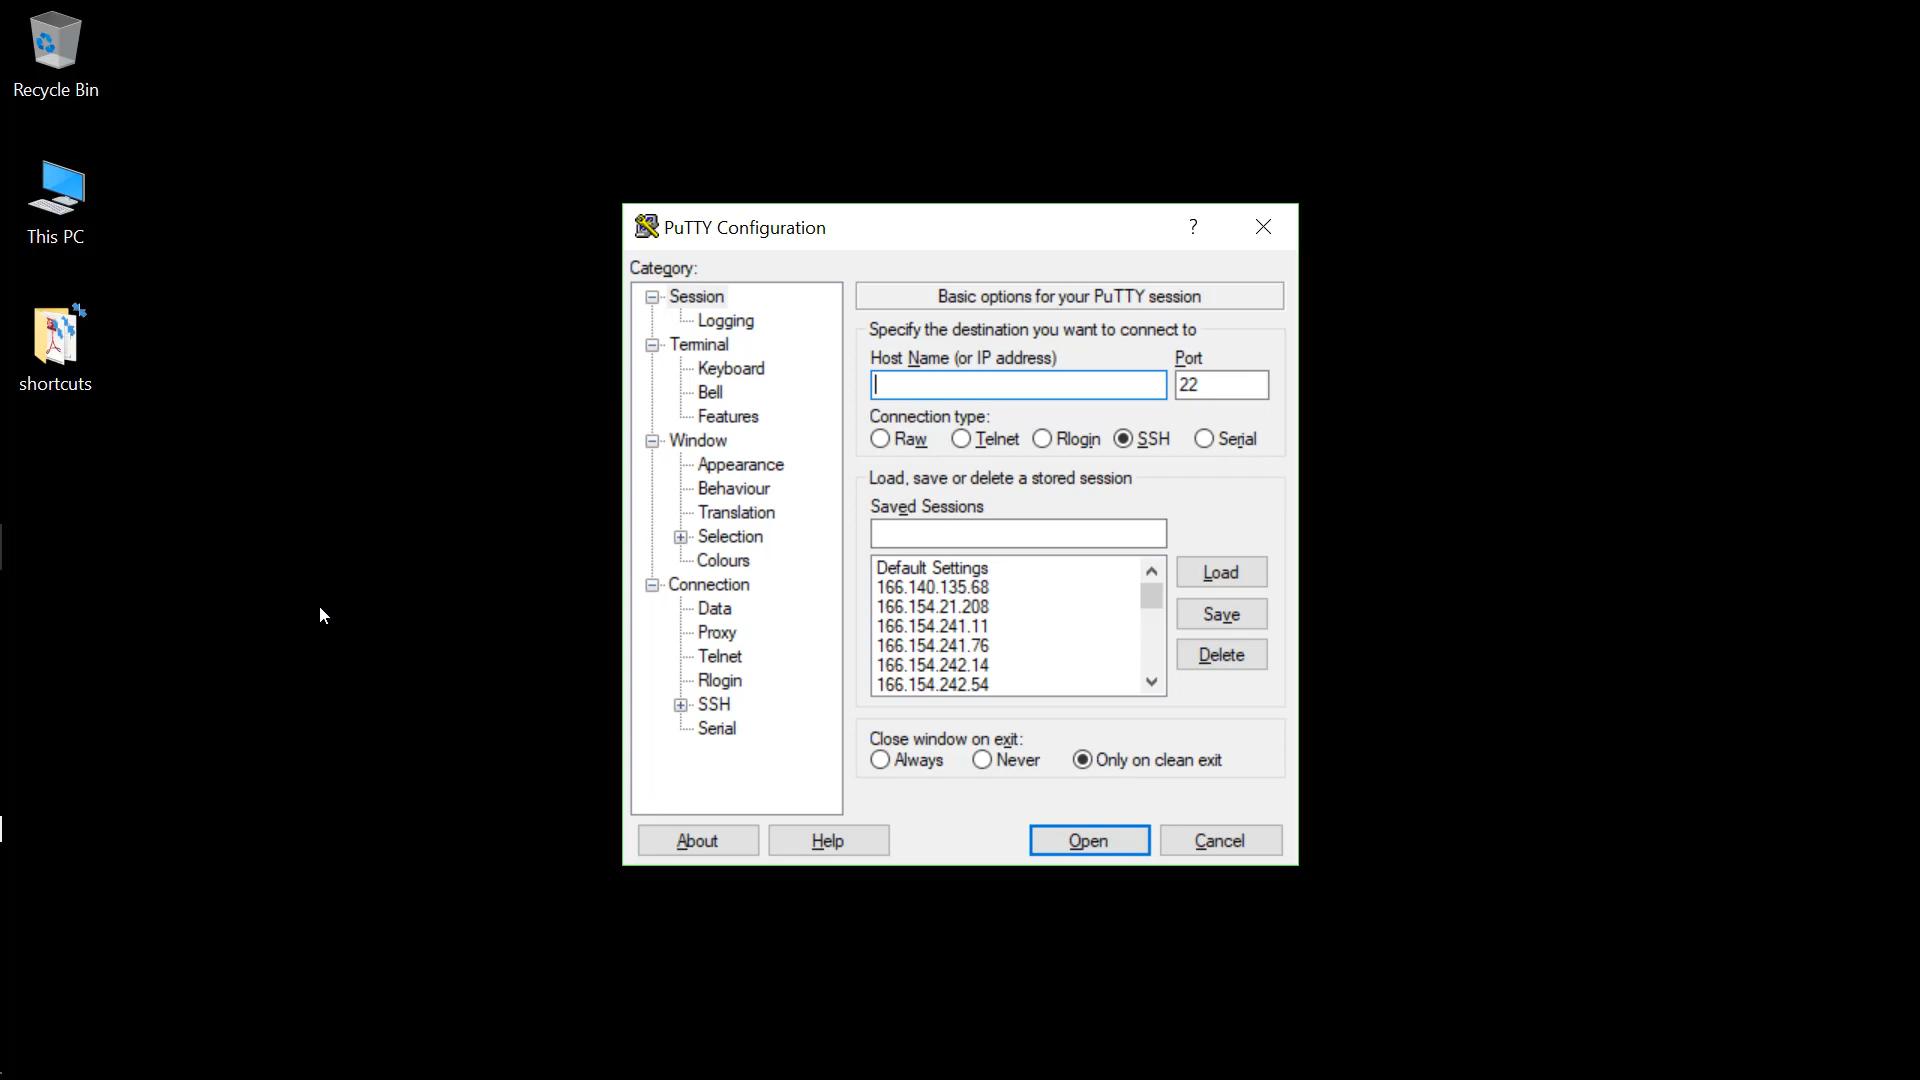 Recycle Bin
This PC
shortcuts
PuTTY Configuration
?
Category:
Session
Logging
Terminal
Keyboard
Bell
Features
Window
Appearance
Behaviour
Translation
Selection
Colours
Connection
Data
Proxy
Telnet
Rlogin
SSH
Serial
Basic options for your PuTTY session
Specify the destination you want to connect to
Host Name (or IP address) Port
22
Connection type:
Raw Telnet Rlogin SSH Serial
Load, save or delete a stored session
Saved Sessions
Default Settings
166.140.135.68
166.154.21.208
166.154.241.11
166.154.241.76
166.154.242.14
166.154.242.54
Load
Save
Delete
Close window on exit:
Always Never Only on clean exit
About Help Open Cancel